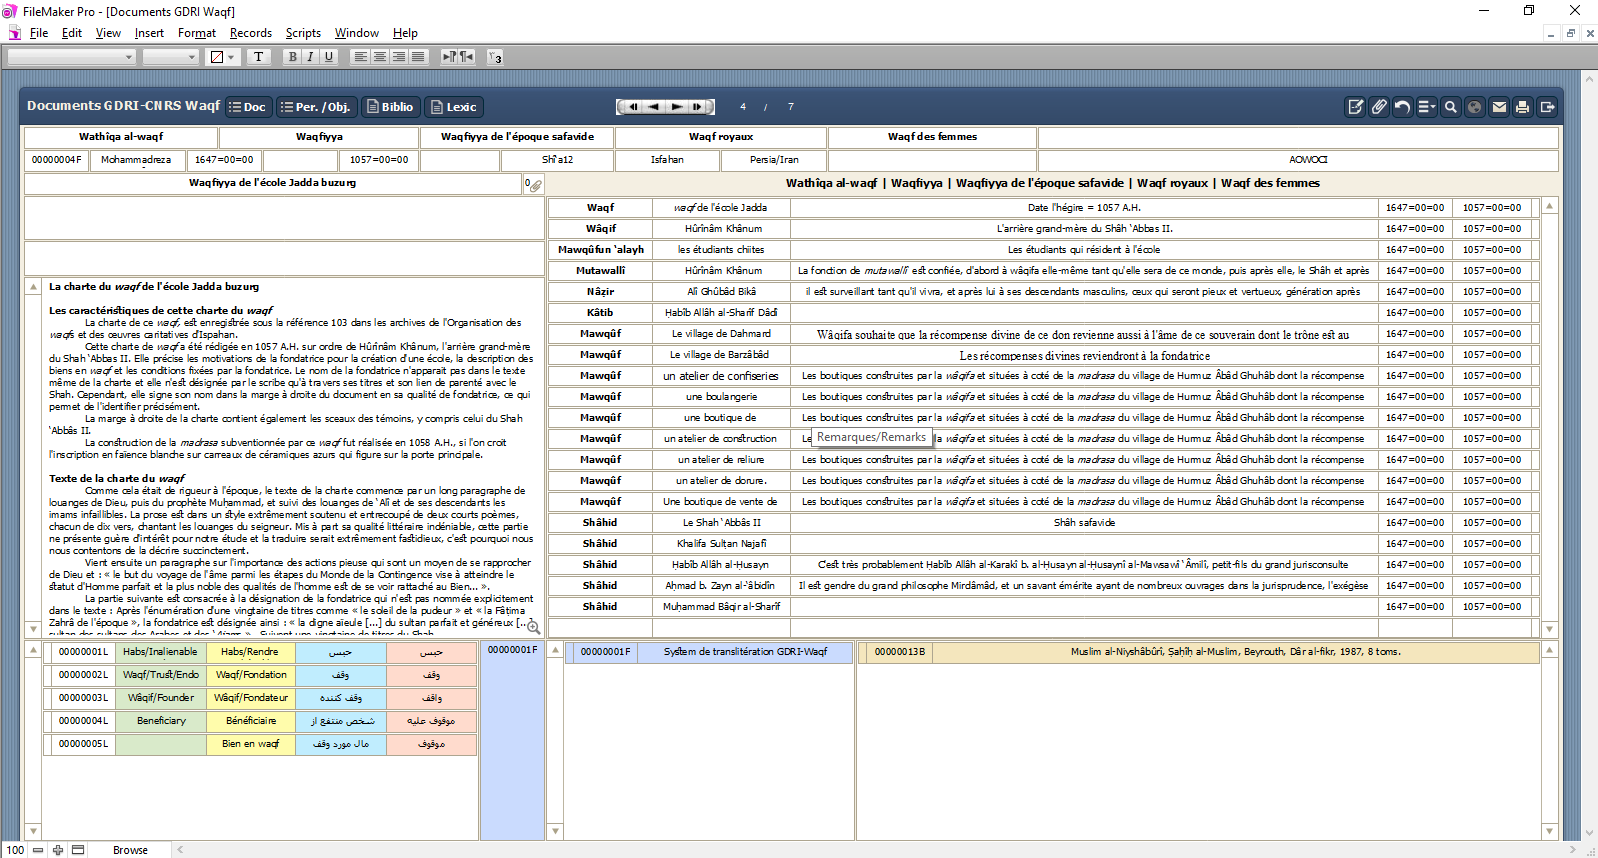 FileMaker Pro - [Documents GDRI Waqf]
File Edit View Insert Format Records Scripts Window Help
B I U
Documents GDRI-CNRS Waqf Doc Per. /Obj. Biblio Lexic 4 / 7
Wathîqa al-waqf Waqfiyya Waqfiyya de l'époque safavide Waqf royaux Waqf des femmes
00000004F Mohammadreza 1647=00=00 1057=00=00 Shî'a12 Isfahan Persia/Iran AOWOCI
Waqfiyya de l'école Jadda buzurg 0
Wathîqa al-waqf | Waqfiyya | Waqfiyya de l'époque safavide | Waqf royaux | Waqf des femmes
Waqf waqf de l'école Jadda Date l'hégire = 1057 A.H. 1647=00=00 1057=00=00
Wâqif Hûrînâm Khânum L'arrière grand-mère du Shâh 'Abbas II. 1647=00=00 1057=00=00
Mawqûfun 'alayh les étudiants chiites Les étudiants qui résident à l'école 1647=00=00 1057=00=00
Mutawallî Hûrînâm Khânum La fonction de mutawallî est confiée, d'abord à wâqifa elle-même tant qu'elle sera de ce monde, puis après elle, le Shâh et après 1647=00=00 1057=00=00
Nâẓir Alî Ghûbâd Bikâ il est surveillant tant qu'il vivra, et après lui à ses descendants masculins, ceux qui seront pieux et vertueux, génération après 1647=00=00 1057=00=00
Kâtib Ḥabîb Allâh al-Sharîf Dâdî 1647=00=00 1057=00=00
Mawqûf Le village de Dahmard Wâqifa souhaite que la récompense divine de ce don revienne aussi à l'âme de ce souverain dont le trône est au 1647=00=00 1057=00=00
Mawqûf Le village de Barzâbâd Les récompenses divines reviendront à la fondatrice 1647=00=00 1057=00=00
Mawqûf un atelier de confiseries Les boutiques construites par la wâqifa et situées à coté de la madrasa du village de Hurmuz Âbâd Ghuhâb dont la récompense 1647=00=00 1057=00=00
Mawqûf une boulangerie Les boutiques construites par la wâqifa et situées à coté de la madrasa du village de Hurmuz Âbâd Ghuhâb dont la récompense 1647=00=00 1057=00=00
Mawqûf une boutique de Les boutiques construites par la wâqifa et situées à coté de la madrasa du village de Hurmuz Âbâd Ghuhâb dont la récompense 1647=00=00 1057=00=00
Mawqûf un atelier de construction Le Remarques/Remarks la wâqifa et situées à coté de la madrasa du village de Hurmuz Âbâd Ghuhâb dont la récompense 1647=00=00 1057=00=00
Mawqûf un atelier de reliure Les boutiques construites par la wâqifa et situées à coté de la madrasa du village de Hurmuz Âbâd Ghuhâb dont la récompense 1647=00=00 1057=00=00
Mawqûf un atelier de dorure. Les boutiques construites par la wâqifa et situées à coté de la madrasa du village de Hurmuz Âbâd Ghuhâb dont la récompense 1647=00=00 1057=00=00
Mawqûf Une boutique de vente de Les boutiques construites par la wâqifa et situées à coté de la madrasa du village de Hurmuz Âbâd Ghuhâb dont la récompense 1647=00=00 1057=00=00
Shâhid Le Shah 'Abbâs II Shâh safavide 1647=00=00 1057=00=00
Shâhid Khalifa Sulṭan Najafî 1647=00=00 1057=00=00
Shâhid Ḥabîb Allâh al-Ḥusayn C'est très probablement Ḥabîb Allâh al-Karakî b. al-Ḥusayn al-Ḥusaynî al-Mawsawî 'Âmilî, petit-fils du grand jurisconsulte 1647=00=00 1057=00=00
Shâhid Aḥmad b. Zayn al-'âbidîn Il est gendre du grand philosophe Mirdâmâd, et un savant émérite ayant de nombreux ouvrages dans la jurisprudence, l'exégèse 1647=00=00 1057=00=00
Shâhid Muḥammad Bâqir al-Sharîf 1647=00=00 1057=00=00
La charte du waqf de l'école Jadda buzurg
Les caractéristiques de cette charte du waqf
La charte de ce waqf, est enregistrée sous la référence 103 dans les archives de l'Organisation des
waqfs et des œuvres caritatives d'Ispahan.
Cette charte de waqf a été rédigée en 1057 A.H. sur ordre de Hûrînâm Khânum, l'arrière grand-mère
du Shah 'Abbas II. Elle précise les motivations de la fondatrice pour la création d'une école, la description des
biens en waqf et les conditions fixées par la fondatrice. Le nom de la fondatrice n'apparait pas dans le texte
même de la charte et elle n'est désignée par le scribe qu'à travers ses titres et son lien de parenté avec le
Shah. Cependant, elle signe son nom dans la marge à droite du document en sa qualité de fondatrice, ce qui
permet de l'identifier précisément.
La marge à droite de la charte contient également les sceaux des témoins, y compris celui du Shah
'Abbâs II.
La construction de la madrasa subventionnée par ce waqf fut réalisée en 1058 A.H., si l'on croit
l'inscription en faïence blanche sur carreaux de céramiques azurs qui figure sur la porte principale.
Texte de la charte du waqf
Comme cela était de rigueur à l'époque, le texte de la charte commence par un long paragraphe de
louanges de Dieu, puis du prophète Muḥammad, et suivi des louanges de 'Alî et de ses descendants les
imams infaillibles. La prose est dans un style extrêmement soutenu et entrecoupé de deux courts poèmes,
chacun de dix vers, chantant les louanges du seigneur. Mis à part sa qualité littéraire indéniable, cette partie
ne présente guère d'intérêt pour notre étude et la traduire serait extrêmement fastidieux, c'est pourquoi nous
nous contentons de la décrire succinctement.
Vient ensuite un paragraphe sur l'importance des actions pieuse qui sont un moyen de se rapprocher
de Dieu et : « le but du voyage de l'âme parmi les étapes du Monde de la Contingence vise à atteindre le
statut d'Homme parfait et la plus noble des qualités de l'homme est de se voir rattaché au Bien... ».
La partie suivante est consacrée à la désignation de la fondatrice qui n'est pas nommée explicitement
dans le texte : Après l'énumération d'une vingtaine de titres comme « le soleil de la pudeur » et « la Fâṭima
Zahrâ de l'époque », la fondatrice est désignée ainsi : « la digne aïeule [...] du sultan parfait et généreux [...]
sultan des sultans des Arabes et des 'Ajams ». Suivent une vingtaine de titres du Shah
00000001L Habs/Inalienable Habs/Rendre حبس حبس
00000002L Waqf/Trust/Endo Waqf/Fondation وقف وقف
00000003L Wâqif/Founder Wâqif/Fondateur وقف کننده واقف
00000004L Beneficiary Bénéficiaire شخص منتفع از موقوف علیه
00000005L Bien en waqf مال مورد وقف موقوف
00000001F
00000001F System de translitération GDRI-Waqf
00000013B Muslim al-Niyshâbûrî, Ṣaḥîḥ al-Muslim, Beyrouth, Dâr al-fikr, 1987, 8 toms.
100 Browse